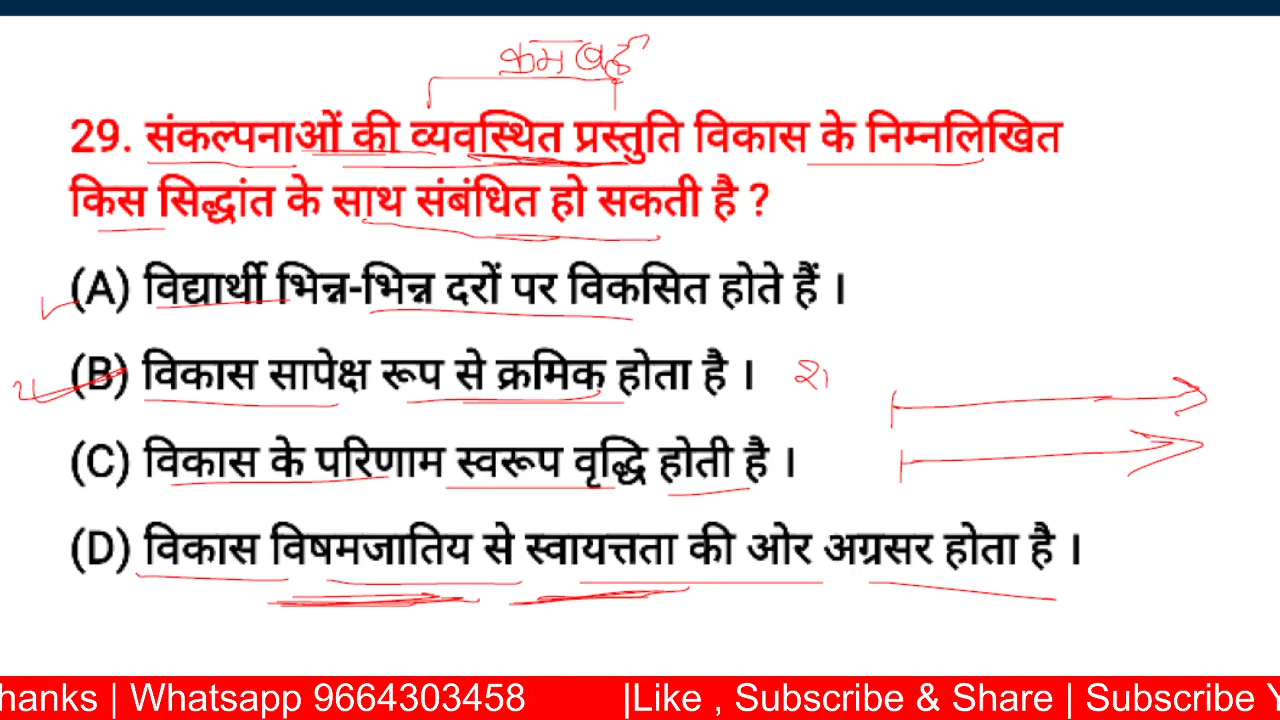 क्रमबद्ध
29. संकल्पनाओं की व्यवस्थित प्रस्तुति विकास के निम्नलिखित
किस सिद्धांत के साथ संबंधित हो सकती है ?
(A) विद्यार्थी भिन्न-भिन्न दरों पर विकसित होते हैं ।
(B) विकास सापेक्ष रूप से क्रमिक होता है ।
(C) विकास के परिणाम स्वरूप वृद्धि होती है ।
(D) विकास विषमजातिय से स्वायत्तता की ओर अग्रसर होता है ।
hanks | Whatsapp 9664303458 |Like , Subscribe & Share | Subscribe Y